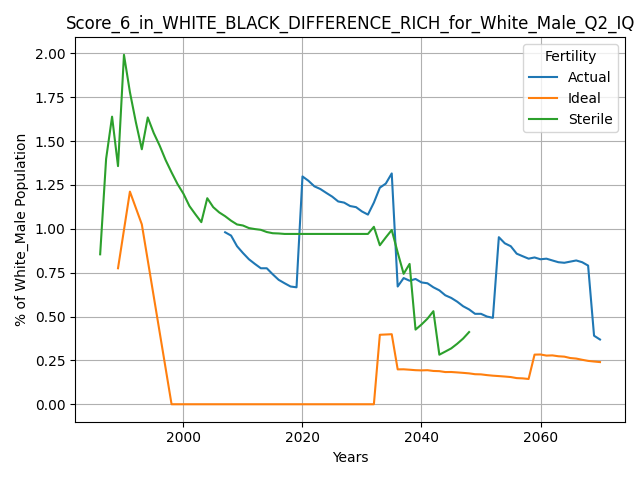 Score_6_in_WHITE_BLACK_DIFFERENCE_RICH_for_White_Male_Q2_IQ
Fertility
Actual
Ideal
Sterile
% of White_Male Population
2.00
1.75
1.50
1.25
1.00
0.75
0.50
0.25
0.00
2000
2020
2040
2060
Years